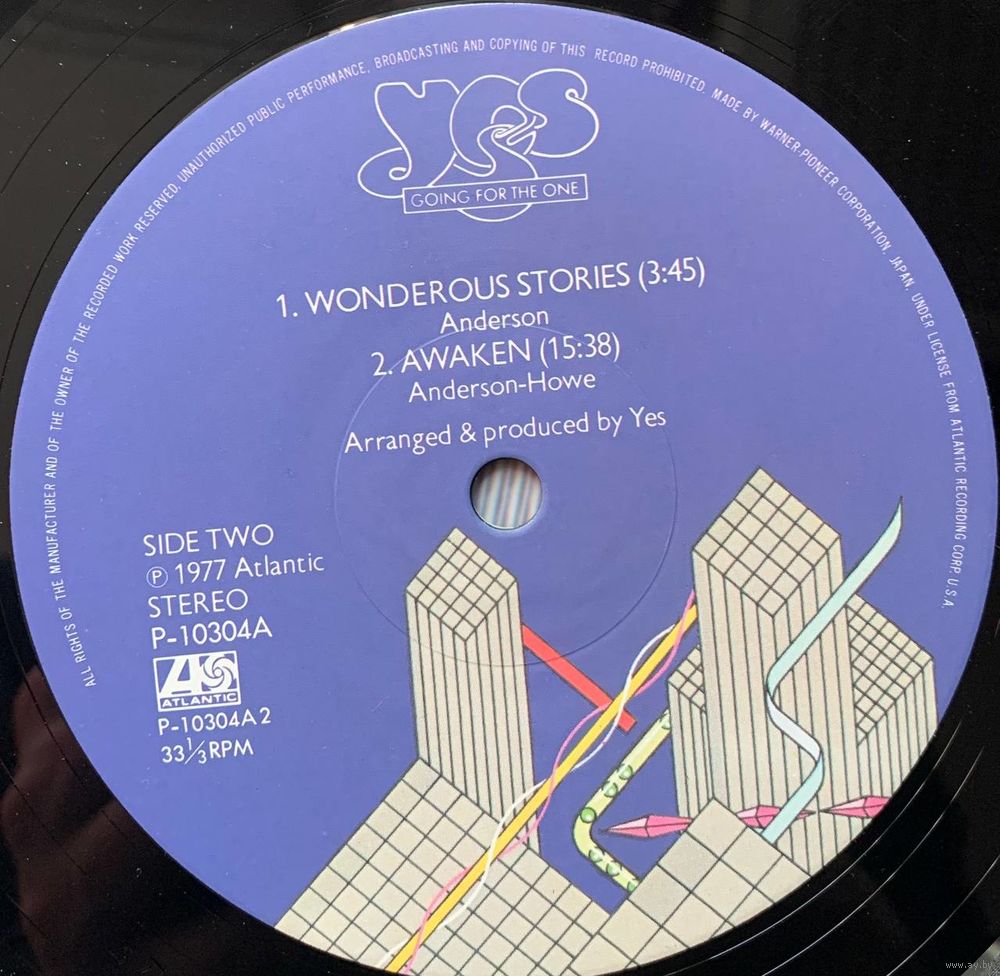 ALL RIGHTS OF THE MANUFACTURER AND OF THE OWNER OF THE RECORDED WORK RESERVED. UNAUTHORIZED PUBLIC PERFORMANCE, BROADCASTING AND COPYING OF THIS RECORD PROHIBITED. MADE BY WARNER-PIONEER CORPORATION, JAPAN, UNDER LICENSE FROM ATLANTIC RECORDING CORP. U.S.A.
yes
GOING FOR THE ONE
1. WONDEROUS STORIES (3:45)
Anderson
2. AWAKEN (15:38)
Anderson-Howe
Arranged & produced by Yes
SIDE TWO
℗ 1977 Atlantic
STEREO
P-10304A
ATLANTIC
P-10304A2
33⅓RPM
www.ay.by